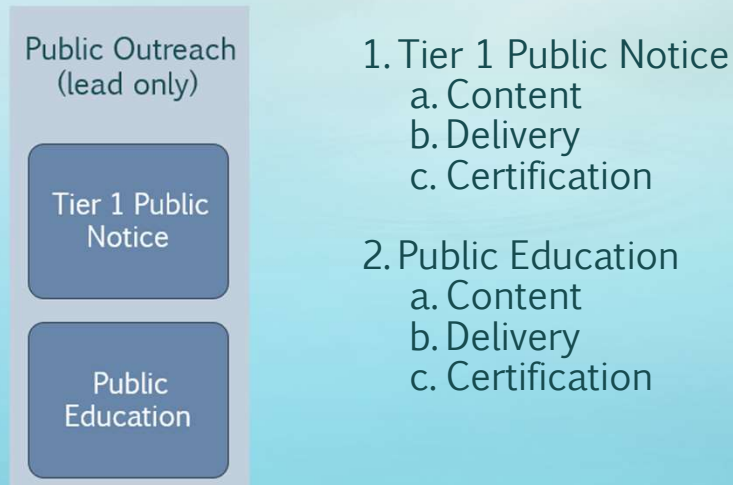 Public Outreach
(lead only)
Tier 1 Public
Notice
Public
Education
1. Tier 1 Public Notice
a. Content
b. Delivery
c. Certification
2. Public Education
a. Content
b. Delivery
c. Certification